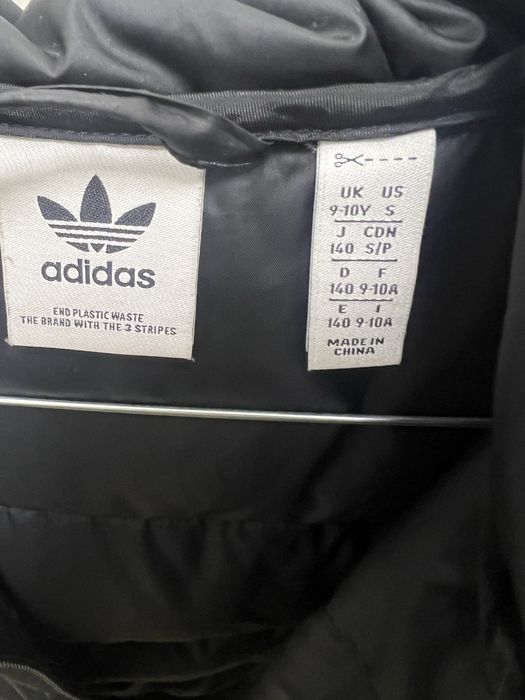 adidas
END PLASTIC WASTE
THE BRAND WITH THE 3 STRIPES
UK US
9-10Y S
J CDN
140 S/P
D F
140 9-10A
E I
140 9-10A
MADE IN
CHINA